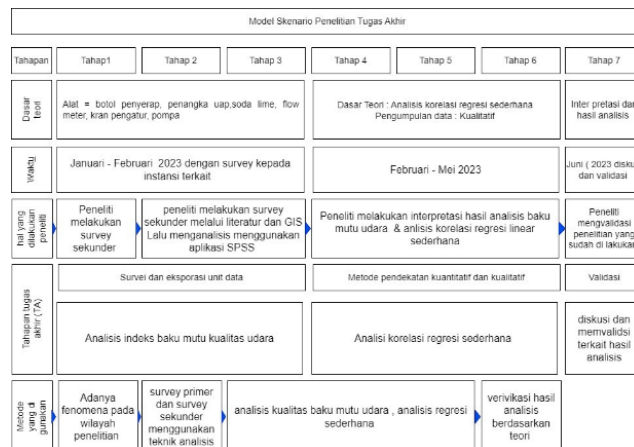 Model Skenario Penelitian Tugas Akhir
Tahapan
Tahap1
Tahap 2
Tahap 3
Tahap 4
Tahap 5
Tahap 6
Tahap 7
Dasar
teori
Alat = botol penyerap, penangka uap,soda lime, flow
meter, kran pengatur, pompa
Dasar Teori : Analisis korelasi regresi sederhana
Pengumpulan data : Kualitatif
Inter pretasi dar
hasil analisis
Waktu
Januari - Februari 2023 dengan survey kepada
instansi terkait
Februari - Mei 2023
Juni ( 2023 disku
dan validasi
hal yang
dilakukan
peneliti
Peneliti
melakukan
survey
sekunder
peneliti melakukan survey
sekunder melalui literatur dan GIS
Lalu menganalisis menggunakan
aplikasi SPSS
Peneliti melakukan interpretasi hasil analisis baku
mutu udara & anlisis korelasi regresi linear
sederhana
Peneliti
mengvalidasi
penelitian yang
sudah di lakukan
Tahapan tugas
akhir (TA)
Survei dan eksporasi unit data
Metode pendekatan kuantitatif dan kualitatif
Validasi
Analisis indeks baku mutu kualitas udara
Analisi korelasi regresi sederhana
diskusi dan
memvalidsi
terkait hasil
analisis
Metode
yang di
gunakan
Adanya
fenomena pada
wilayah
penelitian
survey primer
dan survey
sekunder
menggunakan
teknik analisis
analisis kualitas baku mutu udara , analisis regresi
sederhana
verivikasi hasil
analisis
berdasarkan
teori